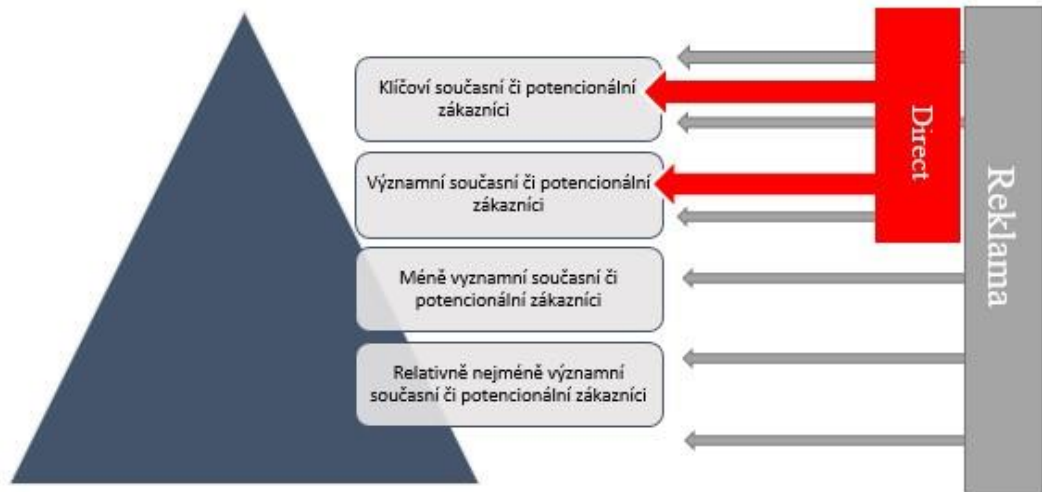 Klíčoví současní či potencionální
zákazníci
Významní současní či potencionální
zákazníci
Méně vyznamní současní či
potencionální zákazníci
Relativně nejméně významní
současní či potencionální zákazníci
Direct
Reklama